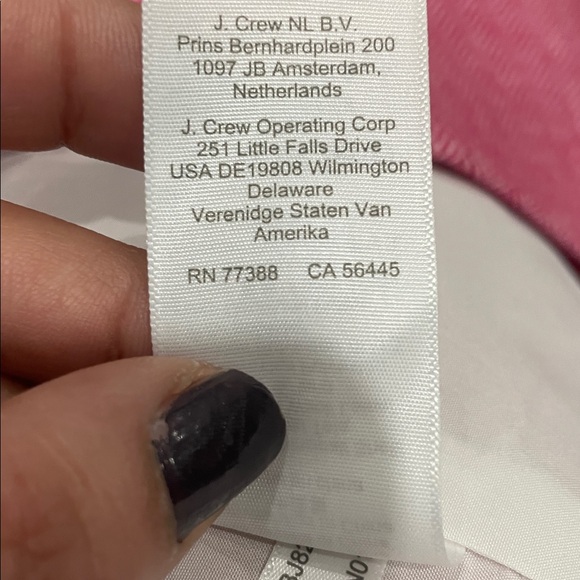 J. Crew NL B.V.
Prins Bernhardplein 200
1097 JB Amsterdam,
Netherlands
J. Crew Operating Corp
251 Little Falls Drive
USA DE19808 Wilmington
Delaware
Verenidge Staten Van
Amerika
RN 77388 CA 56445